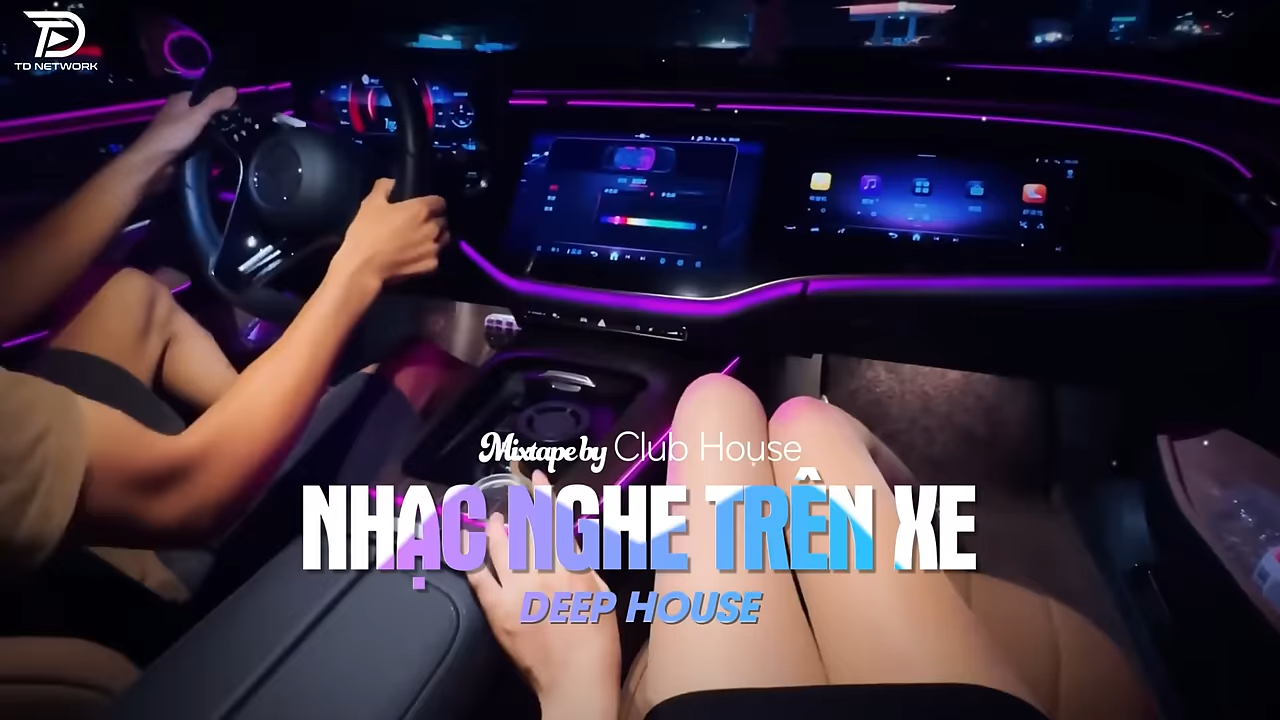 TD NETWORK
Mixtape by Club House
NHẠC NGHE TRÊN XE
DEEP HOUSE